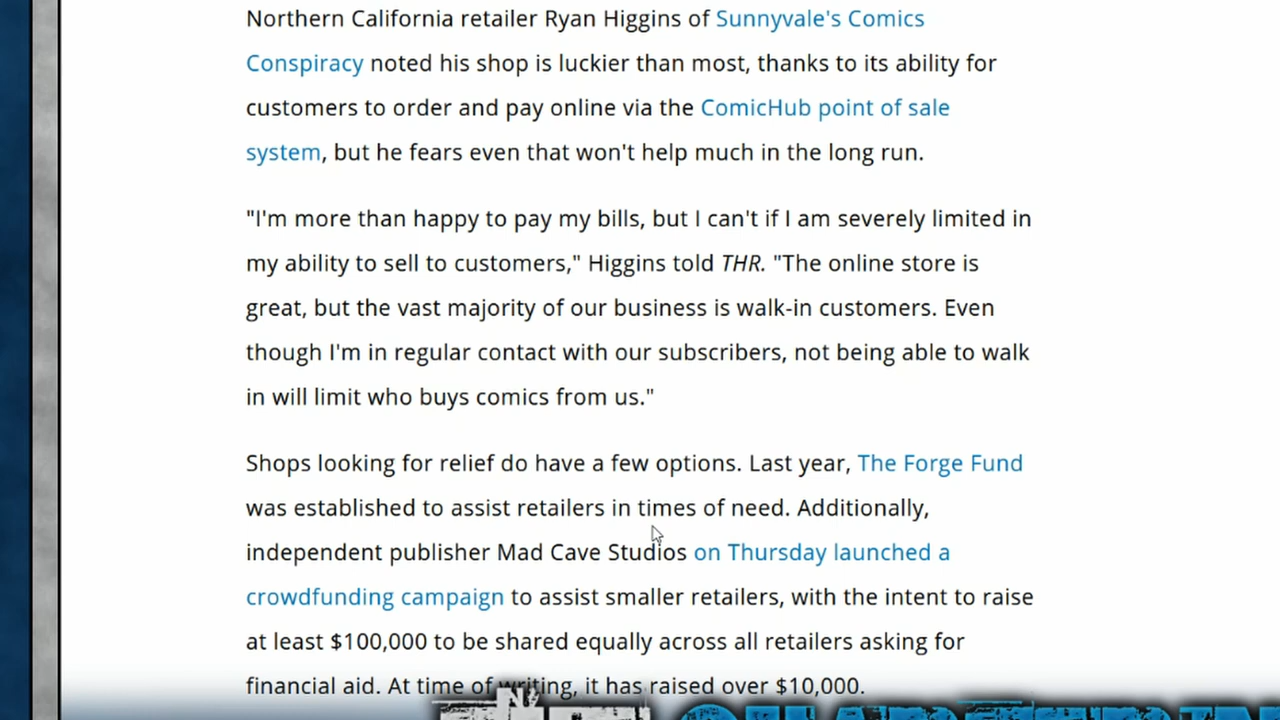 Northern California retailer Ryan Higgins of Sunnyvale's Comics
Conspiracy noted his shop is luckier than most, thanks to its ability for
customers to order and pay online via the ComicHub point of sale
system, but he fears even that won't help much in the long run.
"I'm more than happy to pay my bills, but I can't if I am severely limited in
my ability to sell to customers," Higgins told THR. "The online store is
great, but the vast majority of our business is walk-in customers. Even
though I'm in regular contact with our subscribers, not being able to walk
in will limit who buys comics from us."
Shops looking for relief do have a few options. Last year, The Forge Fund
was established to assist retailers in times of need. Additionally,
independent publisher Mad Cave Studios on Thursday launched a
crowdfunding campaign to assist smaller retailers, with the intent to raise
at least $100,000 to be shared equally across all retailers asking for
financial aid. At time of writing, it has raised over $10,000.